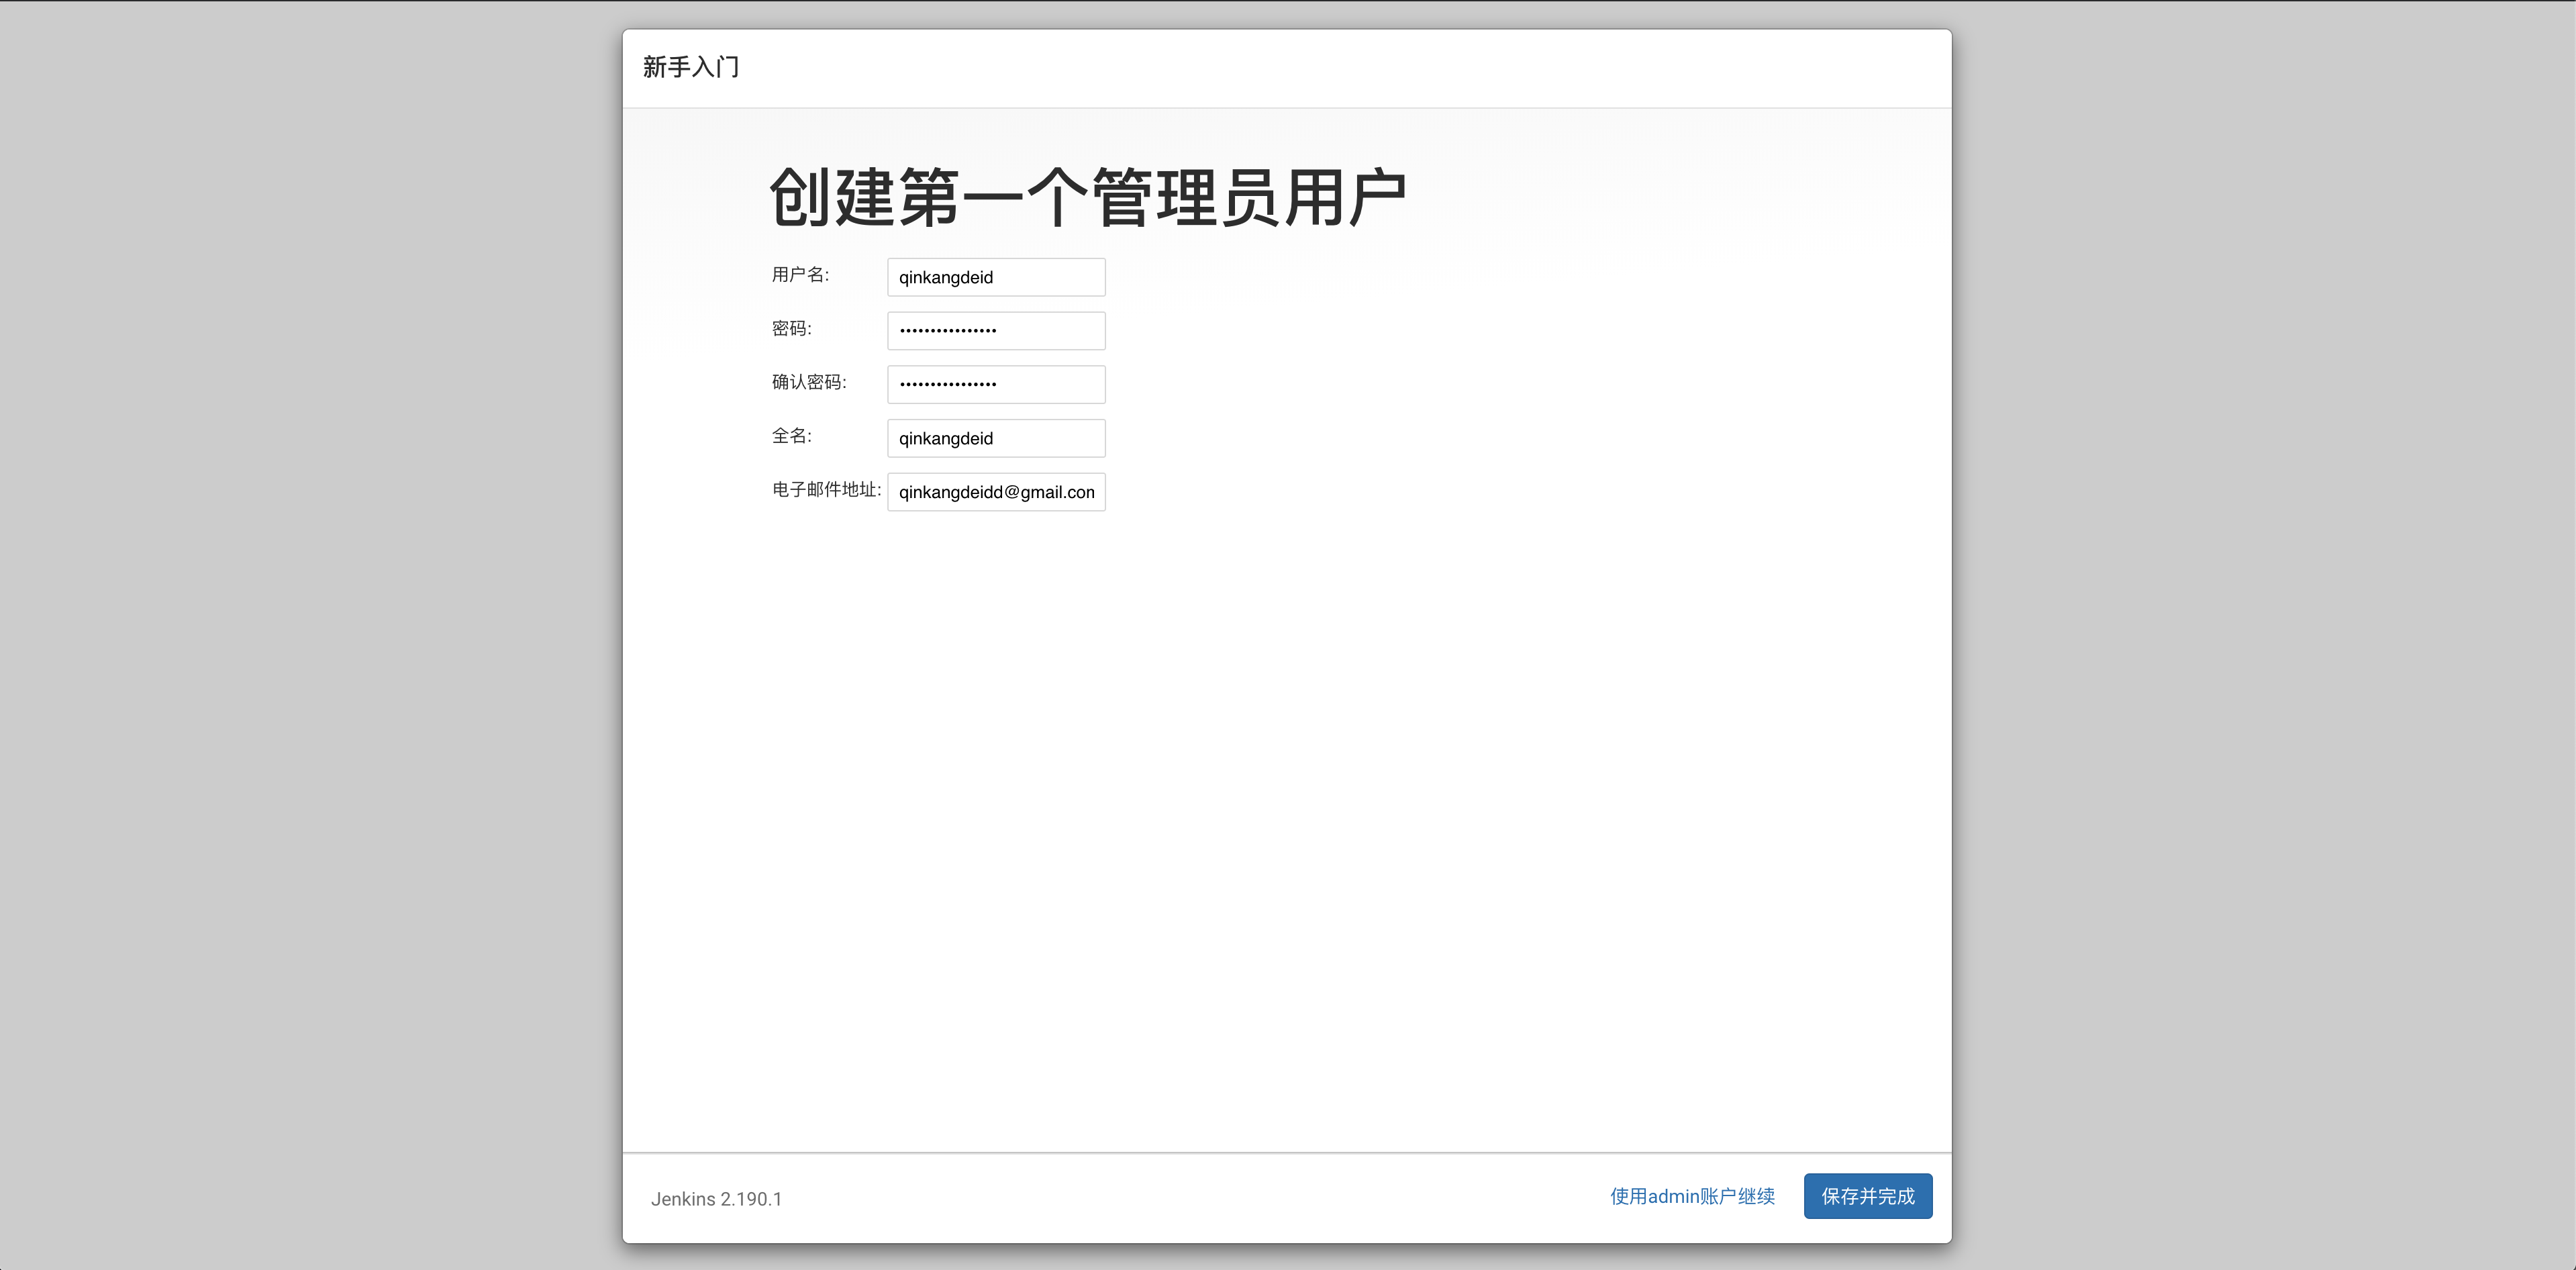 新手入门
创建第一个管理员用户
用户名: qinkangdeid
密码: ••••••••••••••••
确认密码: ••••••••••••••••
全名: qinkangdeid
电子邮件地址: qinkangdeidd@gmail.con
Jenkins 2.190.1
使用admin账户继续
保存并完成